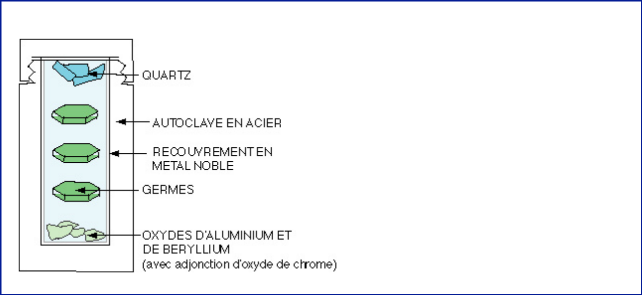 QUARTZ
AUTOCLAVE EN ACIER
RECOUVREMENT EN
METAL NOBLE
GERMES
OXYDES D'ALUMINIUM ET
DE BERYLLIUM
(avec adjonction d'oxyde de chrome)